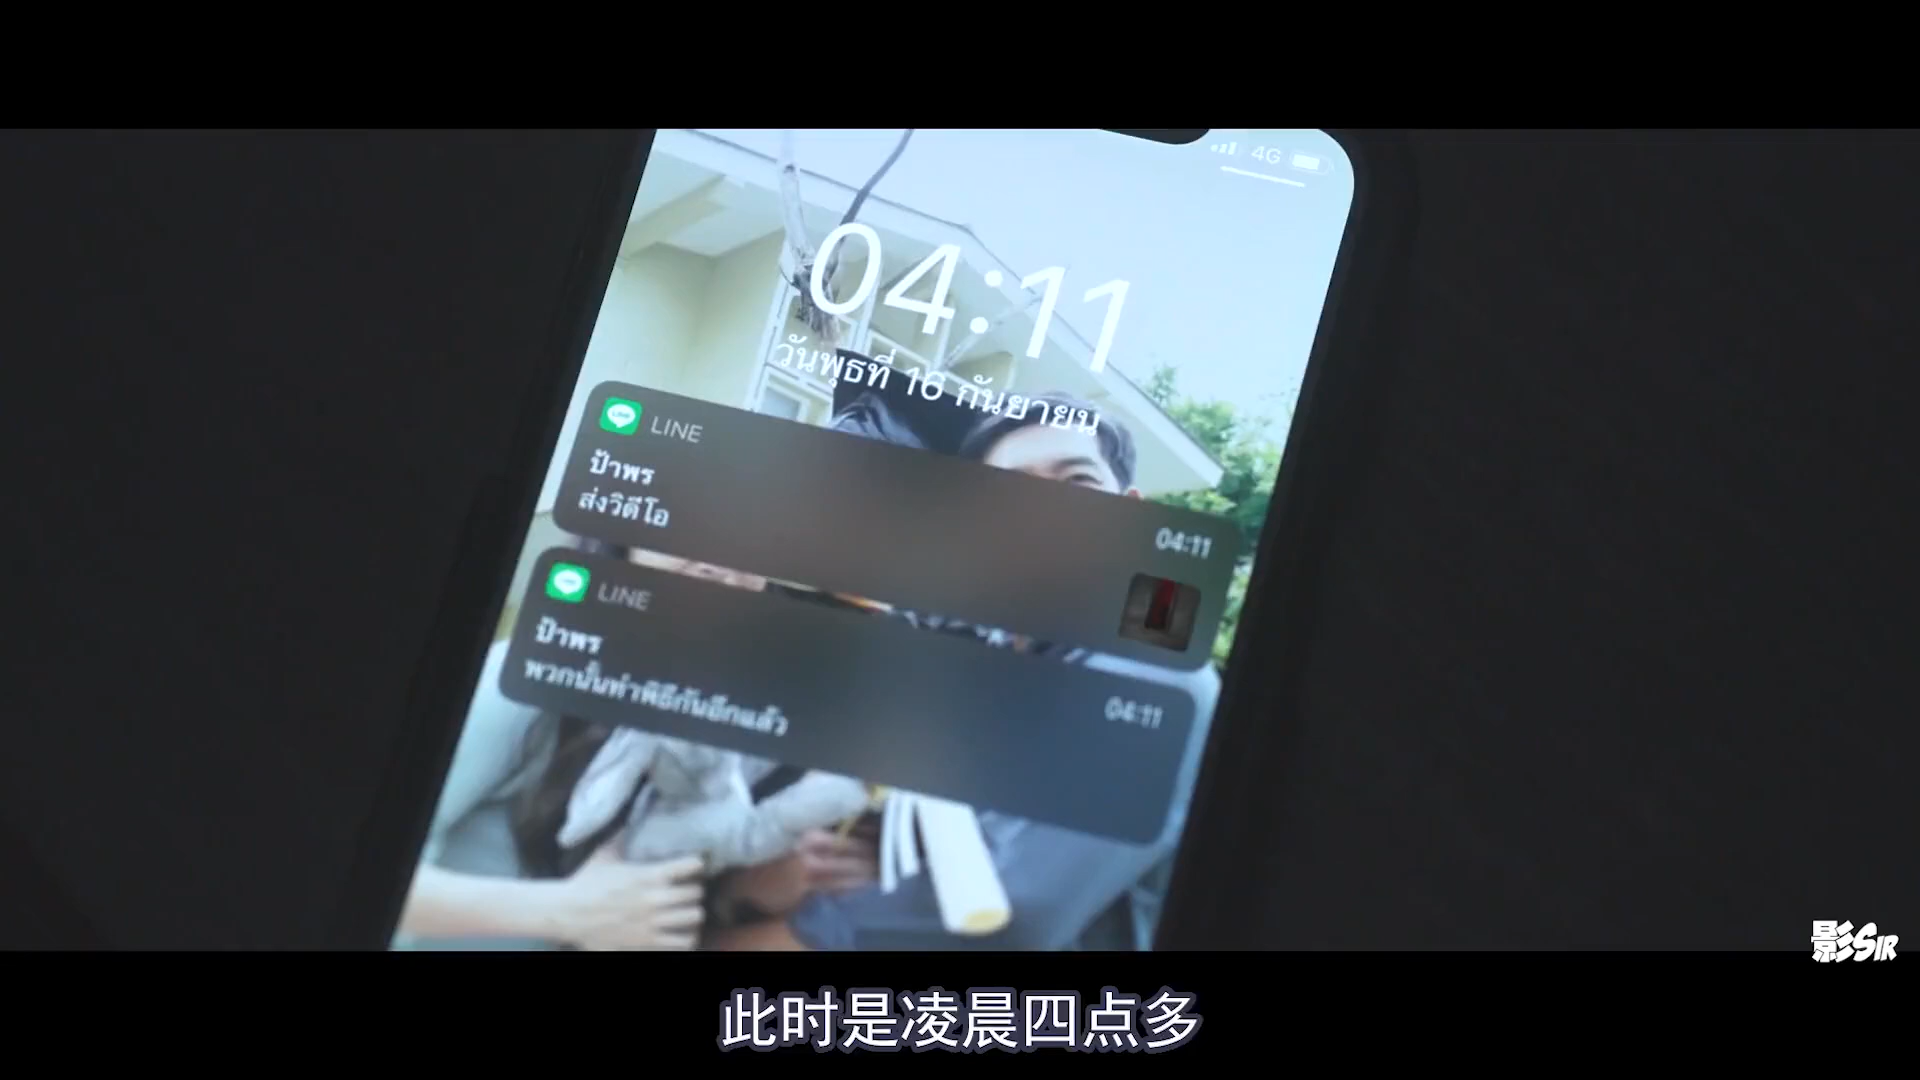 4G
04:11
วันพุธที่ 16 กันยายน
LINE
ป้าพร
ส่งวิดีโอ
04:11
LINE
ป้าพร
พวกนั้นทำพิธีกันอีกแล้ว
04:11
影SIR
此时是凌晨四点多